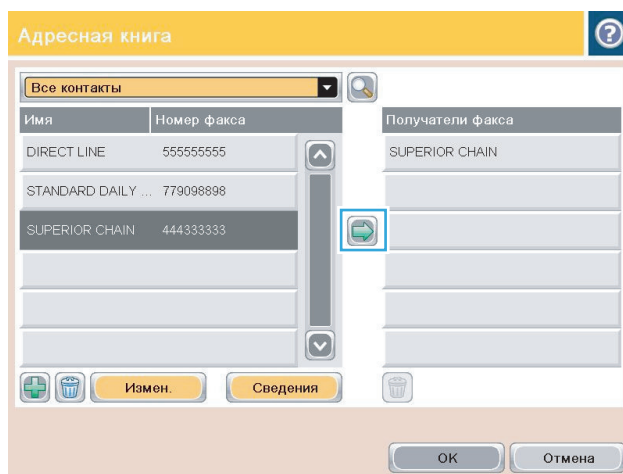 Адресная книга
?
Все контакты
Имя Номер факса Получатели факса
DIRECT LINE 555555555 SUPERIOR CHAIN
STANDARD DAILY ... 779098898
SUPERIOR CHAIN 444333333
Измен. Сведения
OK Отмена